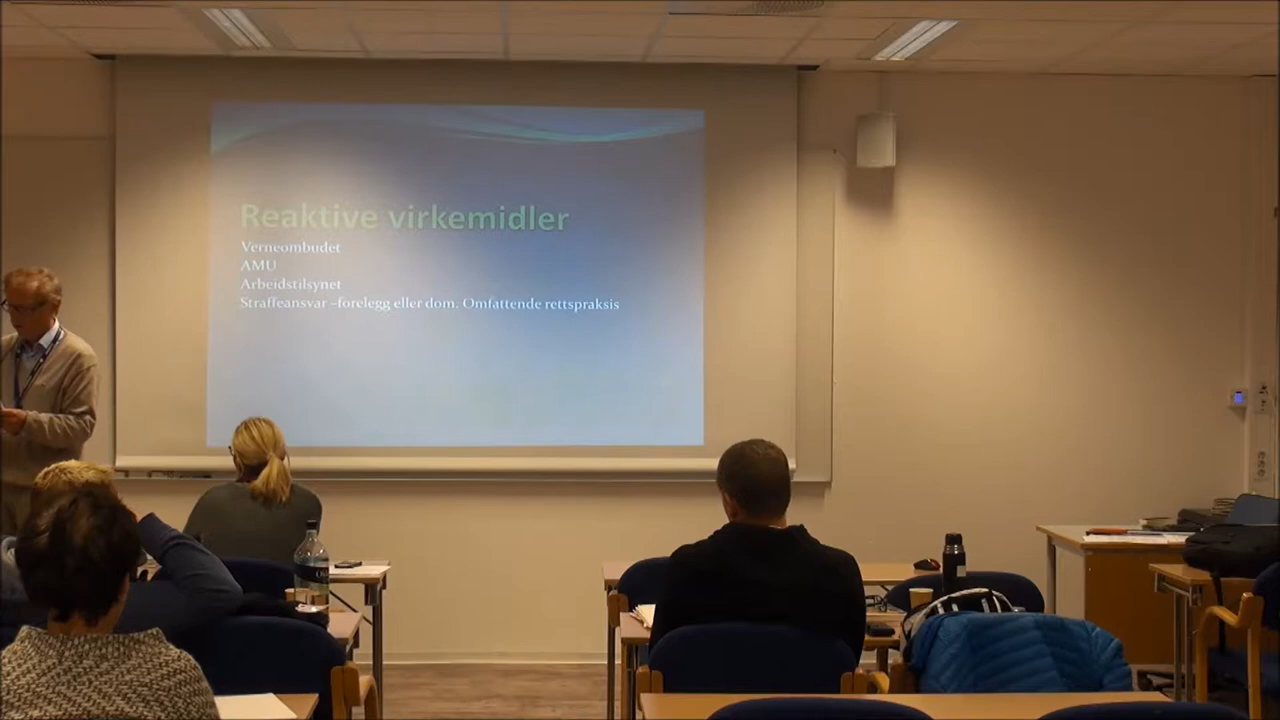 Reaktive virkemidler
Verneombudet
AMU
Arbeidstilsynet
Straffeansvar –forelegg eller dom. Omfattende rettspraksis